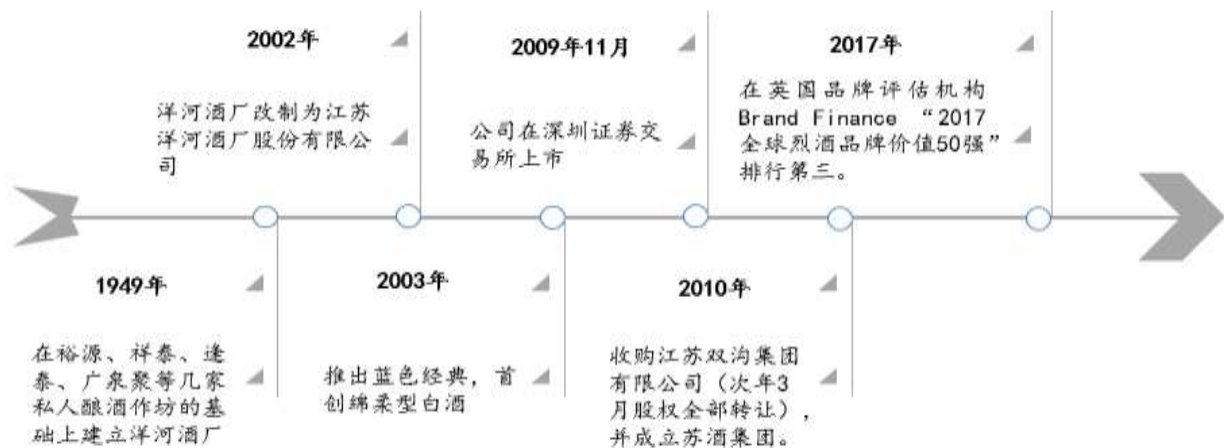 2002年
洋河酒厂改制为江苏
洋河酒厂股份有限公
司
2009年11月
公司在深圳证券交
易所上市
2017年
在英国品牌评估机构
Brand Finance “2017
全球烈酒品牌价值50强”
排行第三。
1949年
在裕源、祥泰、逢
泰、广泉聚等几家
私人酿酒作坊的基
础上建立洋河酒厂
2003年
推出蓝色经典，首
创绵柔型白酒
2010年
收购江苏双沟集团
有限公司（次年3
月股权全部转让），
并成立苏酒集团。